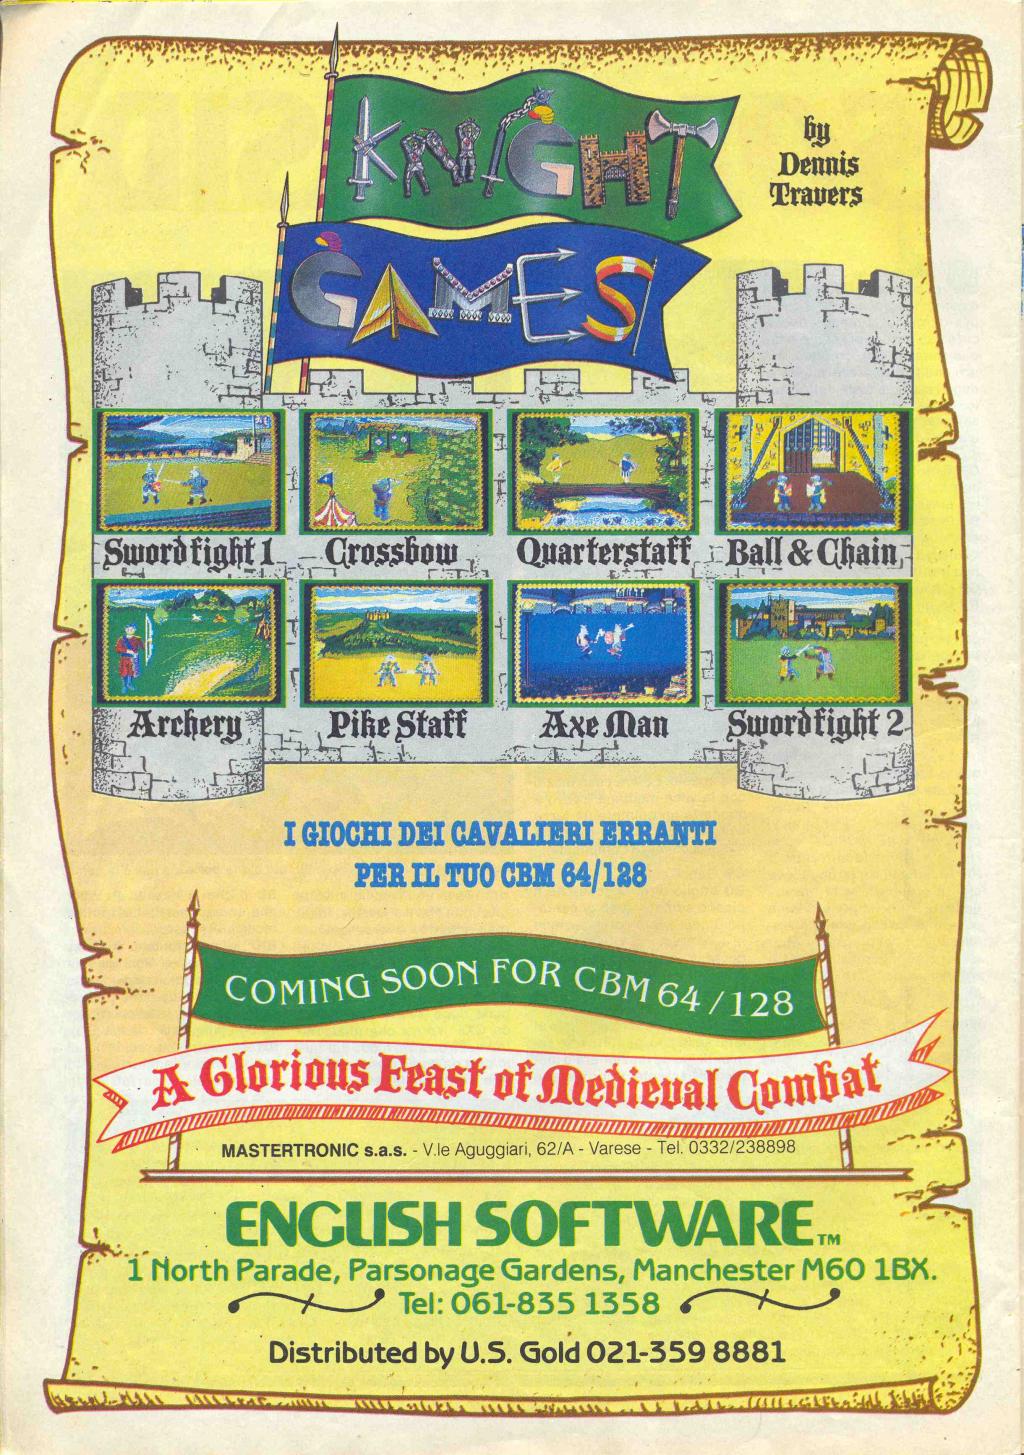 KNIGHT
GAMES
by
Dennis
Travers
Swordfight 1
Crossbow
Quarterstaff
Ball & Chain
Archery
Pike Staff
Axe Man
Swordfight 2
I GIOCHI DEI CAVALIERI ERRANTI
PER IL TUO CBM 64/128
COMING SOON FOR CBM 64/128
A Glorious Feast of Medieval Combat
MASTERTRONIC s.a.s. - V.le Aguggiari, 62/A - Varese - Tel. 0332/238898
ENGLISH SOFTWARE TM
1 North Parade, Parsonage Gardens, Manchester M60 1BX.
Tel: 061-835 1358
Distributed by U.S. Gold 021-359 8881